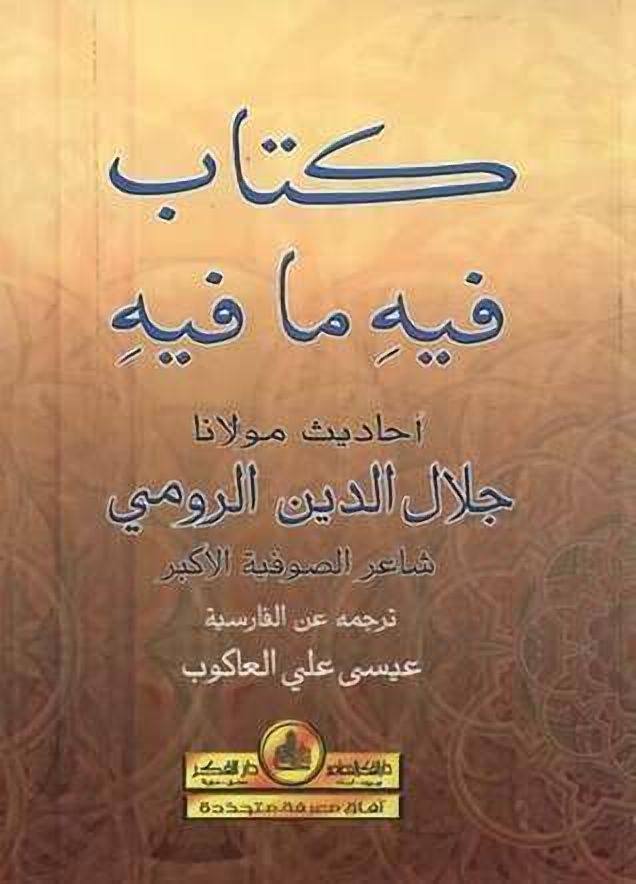 كتاب
فيهِ ما فيهِ
أحاديث مولانا
جلال الدين الرومي
شاعر الصوفية الأكبر
ترجمه عن الفارسية
عيسى علي العاكوب
دار الفكر
آفاق معرفة متجددة